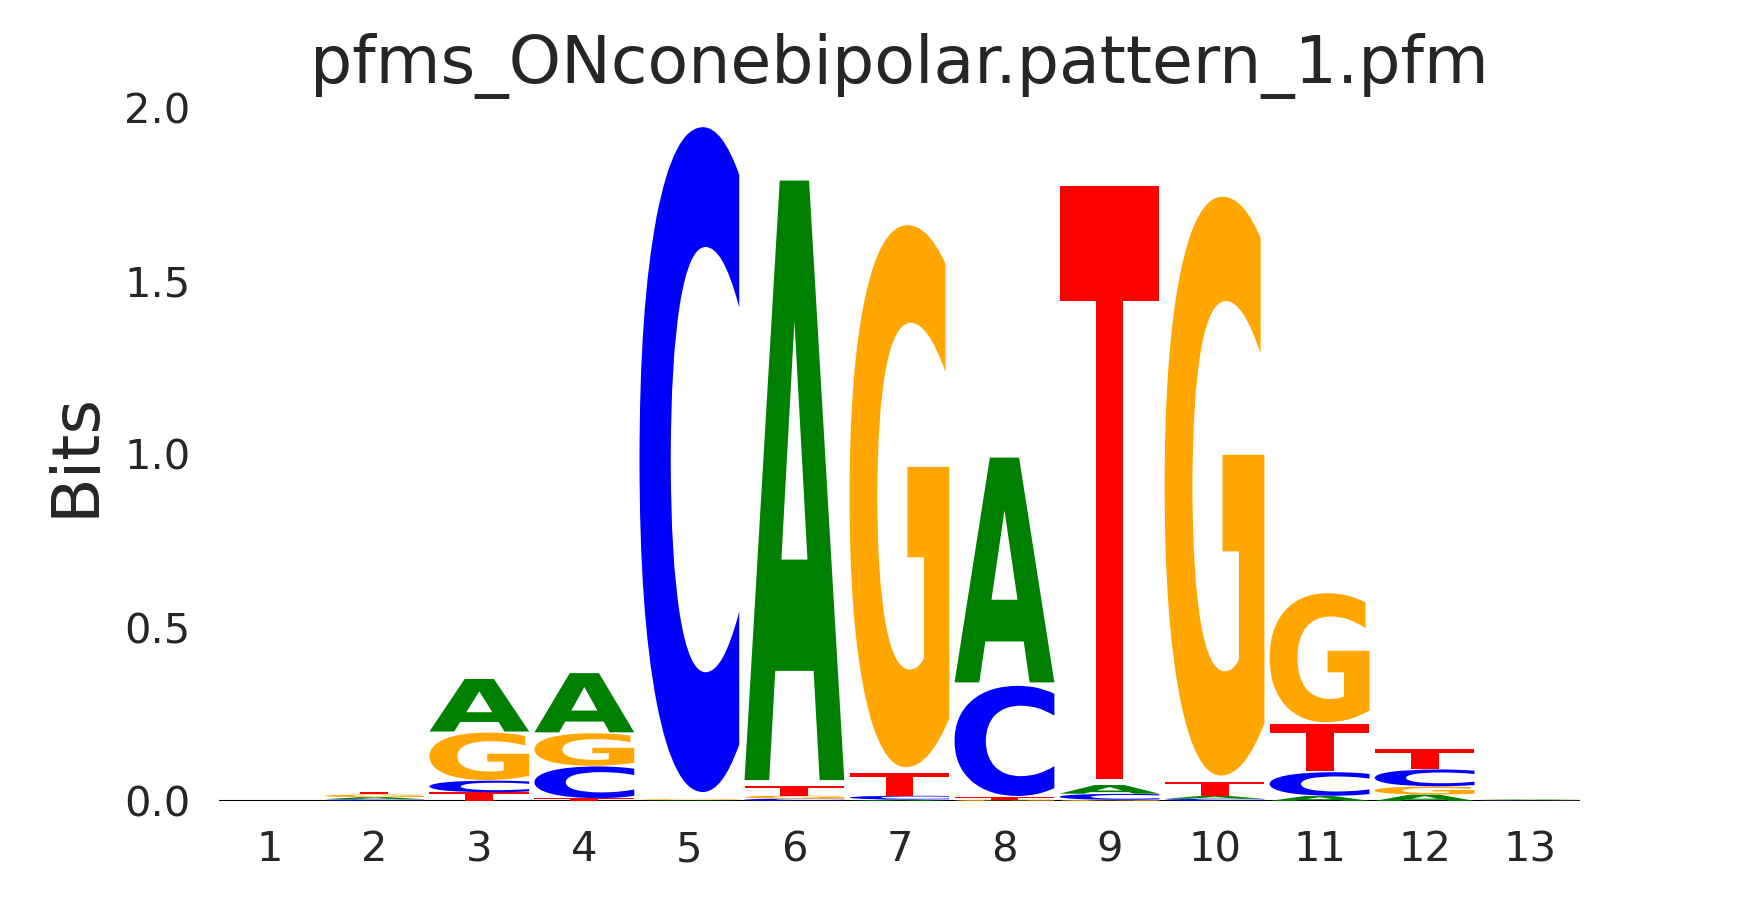 pfms_ONconebipolar.pattern_1.pfm
2.0
1.5
1.0
0.5
0.0
Bits
A G C T
A G C T
C
A T G C
G T C
A C T G
T A C
G T A C
G T C A
T C G A
1 2 3 4 5 6 7 8 9 10 11 12 13